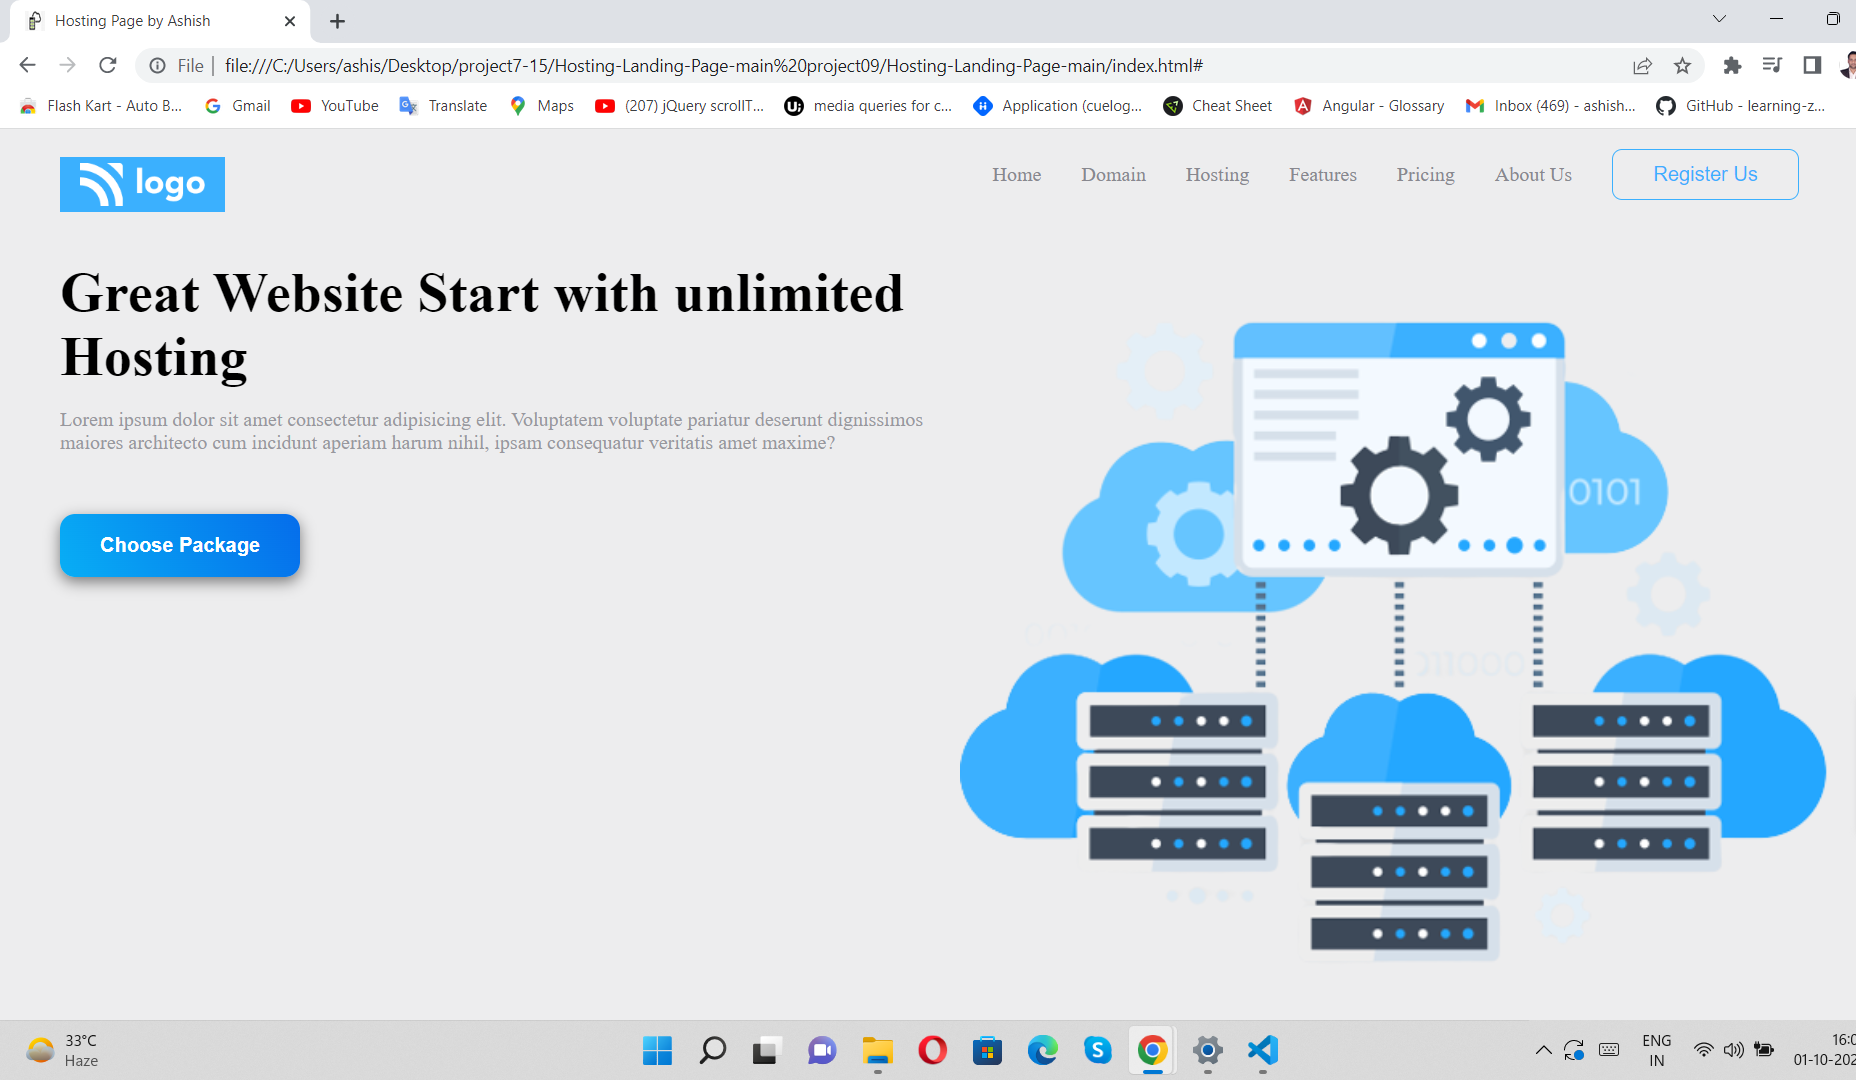 Hosting Page by Ashish
File
file:///C:/Users/ashis/Desktop/project7-15/Hosting-Landing-Page-main%20project09/Hosting-Landing-Page-main/index.html#
Flash Kart - Auto B... Gmail YouTube Translate Maps (207) jQuery scrollT... media queries for c... Application (cuelog... Cheat Sheet Angular - Glossary Inbox (469) - ashish... GitHub - learning-z...
logo
Home Domain Hosting Features Pricing About Us Register Us
Great Website Start with unlimited
Hosting
Lorem ipsum dolor sit amet consectetur adipisicing elit. Voluptatem voluptate pariatur deserunt dignissimos
maiores architecto cum incidunt aperiam harum nihil, ipsam consequatur veritatis amet maxime?
Choose Package
0101
011000
33°C
Haze
ENG
IN
16:0
01-10-202